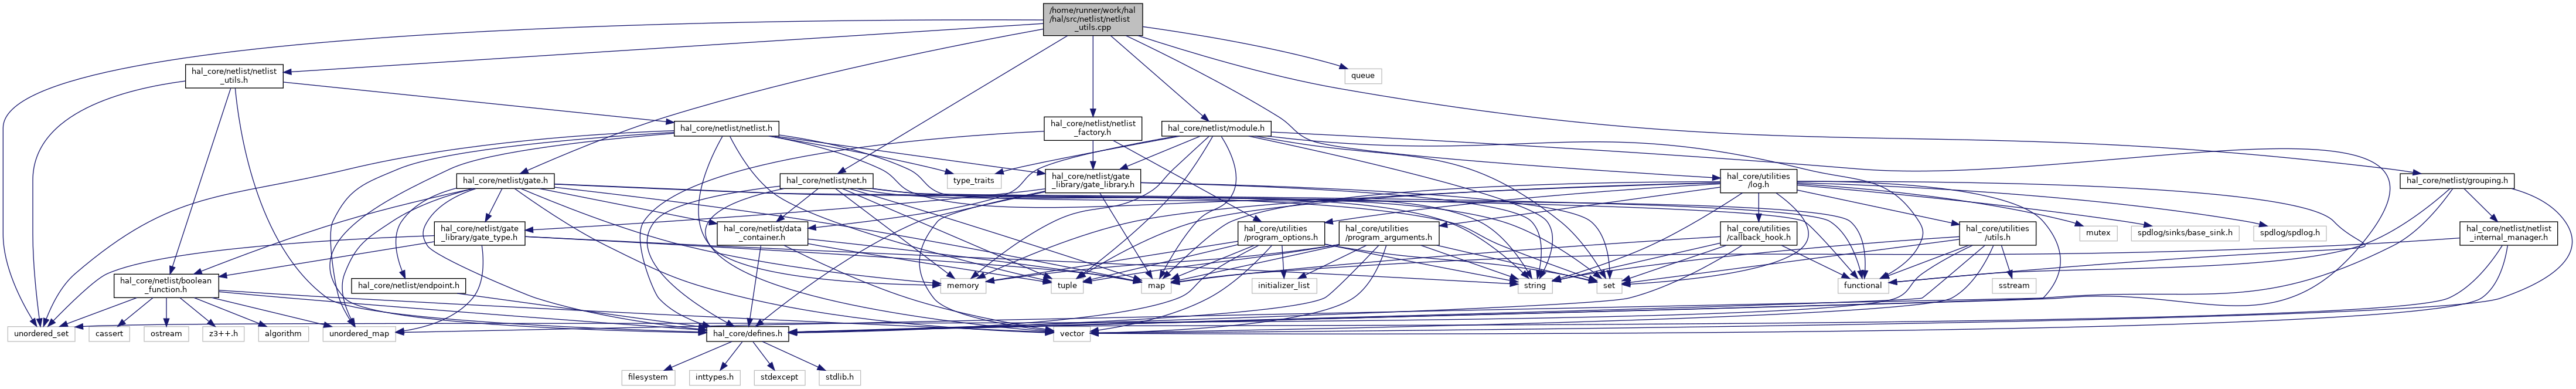 /home/runner/work/hal
/hal/src/netlist/netlist
_utils.cpp
hal_core/netlist/netlist
_utils.h
queue
hal_core/netlist/netlist.h
hal_core/netlist/netlist
_factory.h
hal_core/netlist/module.h
hal_core/netlist/gate.h
hal_core/netlist/net.h
type_traits
hal_core/netlist/gate
_library/gate_library.h
hal_core/utilities
/log.h
hal_core/netlist/grouping.h
hal_core/netlist/gate
_library/gate_type.h
hal_core/netlist/data
_container.h
hal_core/utilities
/program_options.h
hal_core/utilities
/program_arguments.h
hal_core/utilities
/callback_hook.h
hal_core/utilities
/utils.h
mutex
spdlog/sinks/base_sink.h
spdlog/spdlog.h
hal_core/netlist/netlist
_internal_manager.h
hal_core/netlist/boolean
_function.h
hal_core/netlist/endpoint.h
memory
tuple
map
initializer_list
string
set
functional
sstream
unordered_set
cassert
ostream
z3++.h
algorithm
unordered_map
hal_core/defines.h
vector
filesystem
inttypes.h
stdexcept
stdlib.h